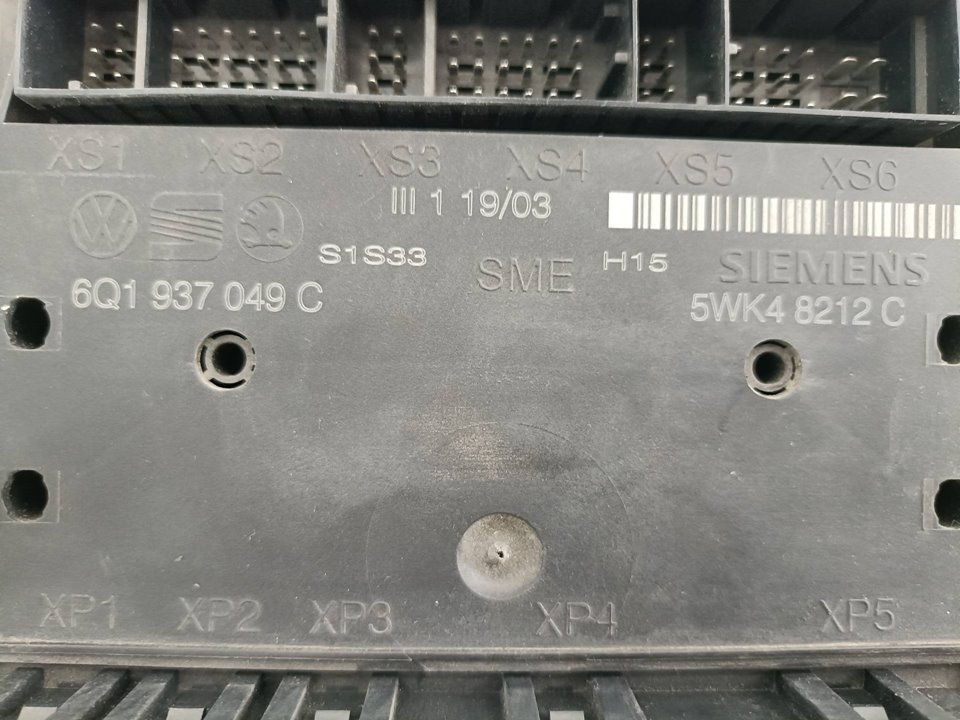 XS1 XS2 XS3 XS4 XS5 XS6
III 1 19/03
S1S33 SME H15 SIEMENS
6Q1 937 049 C 5WK4 8212 C
XP1 XP2 XP3 XP4 XP5